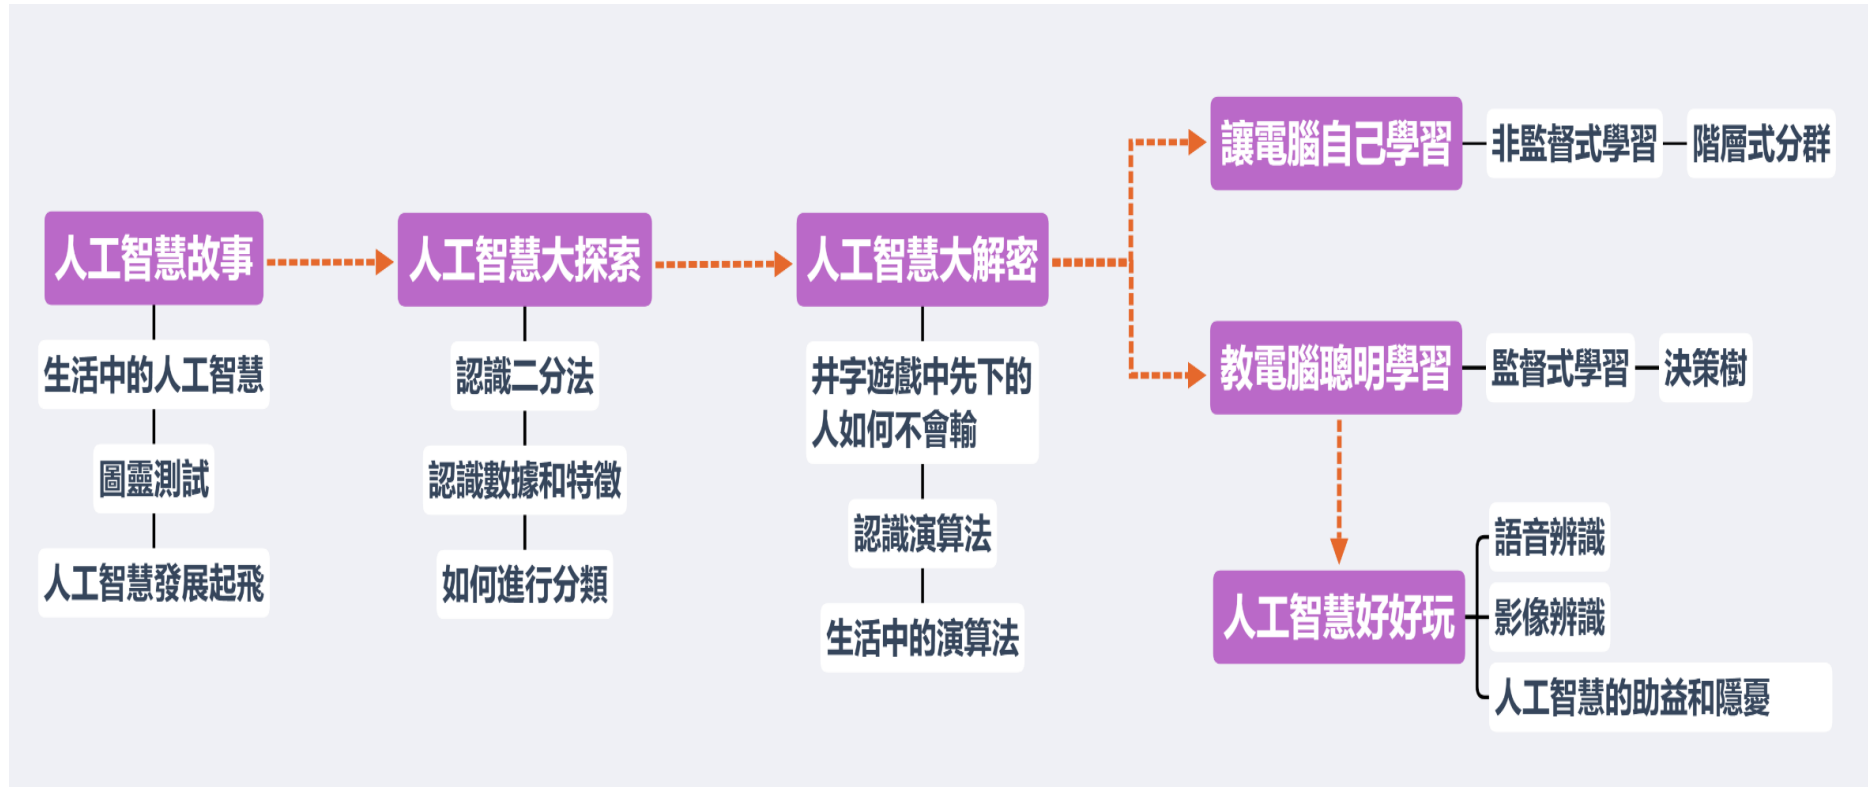 人工智慧故事
生活中的人工智慧
圖靈測試
人工智慧發展起飛
人工智慧大探索
認識二分法
認識數據和特徵
如何進行分類
人工智慧大解密
井字遊戲中先下的
人如何不會輸
認識演算法
生活中的演算法
讓電腦自己學習
非監督式學習
階層式分群
教電腦聰明學習
監督式學習
決策樹
人工智慧好好玩
語音辨識
影像辨識
人工智慧的助益和隱憂